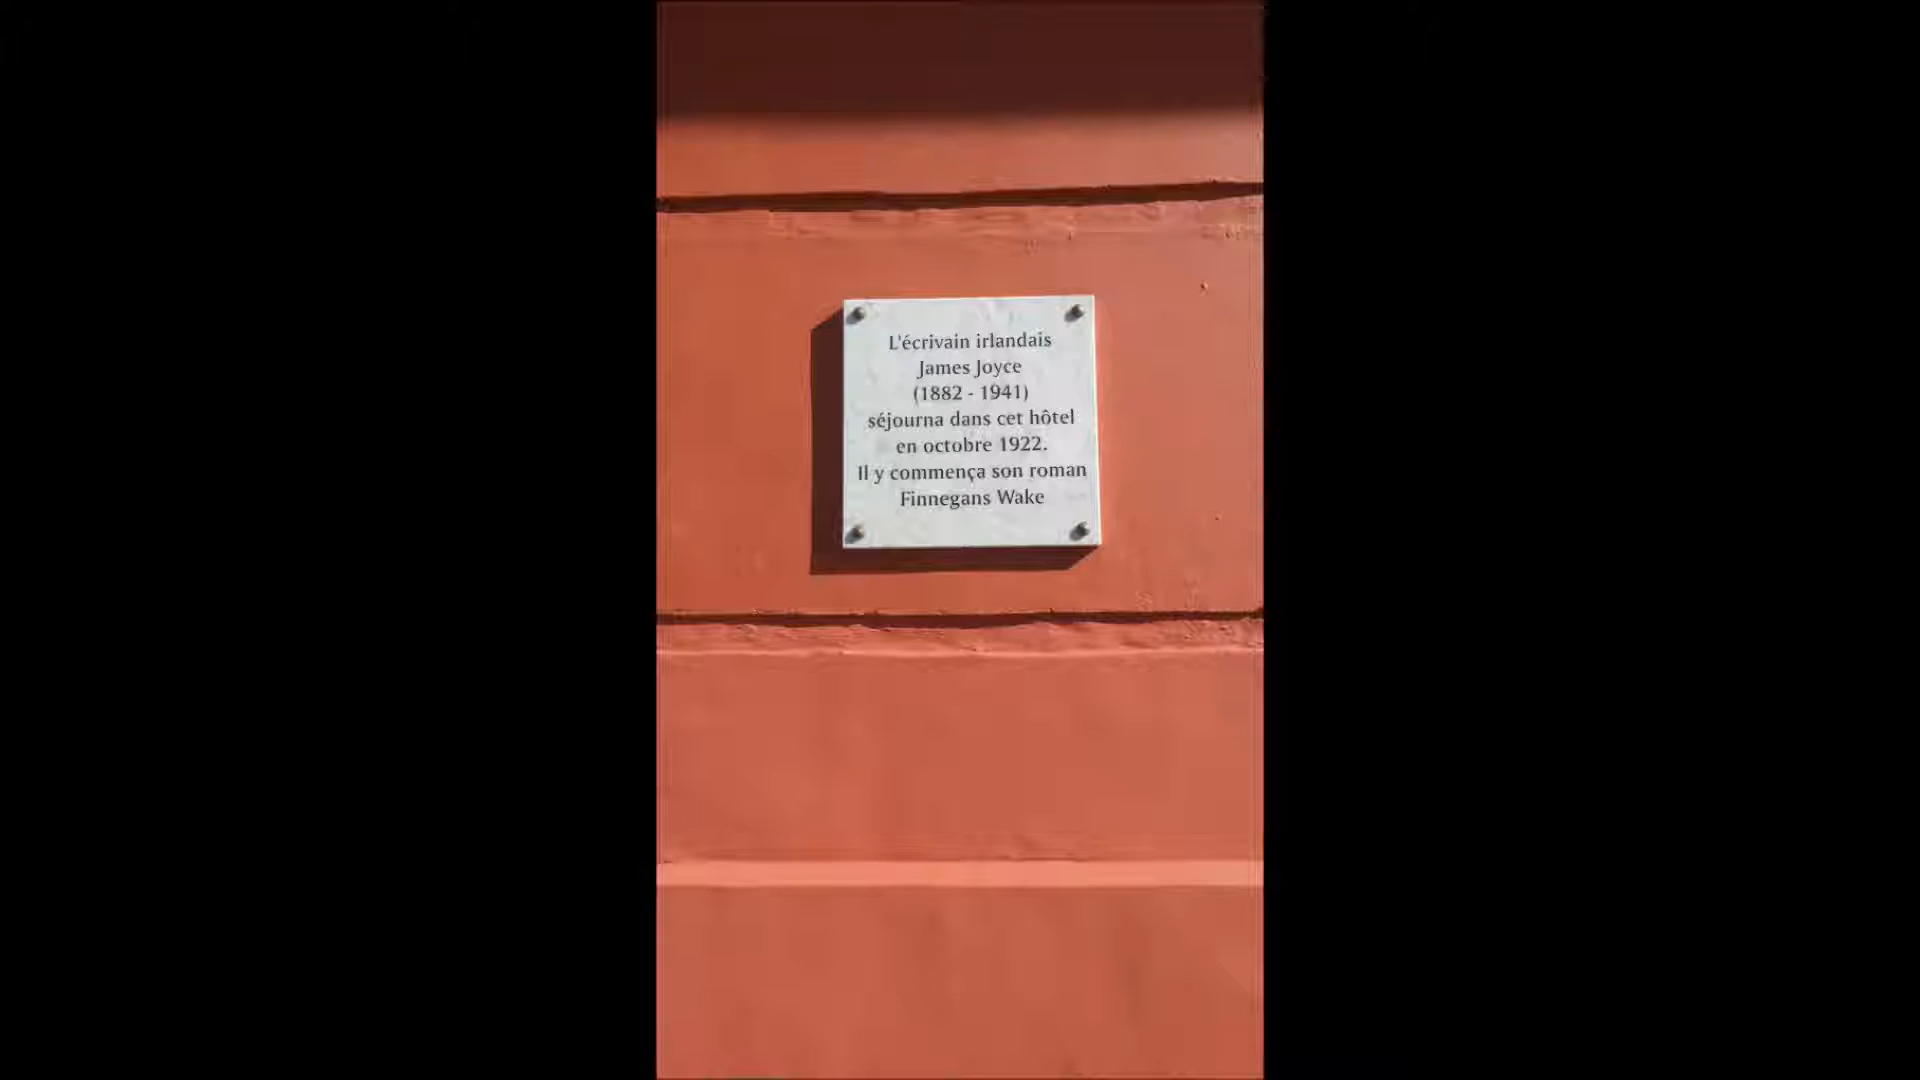 L'écrivain irlandais
James Joyce
(1882 - 1941)
séjourna dans cet hôtel
en octobre 1922.
Il y commença son roman
Finnegans Wake